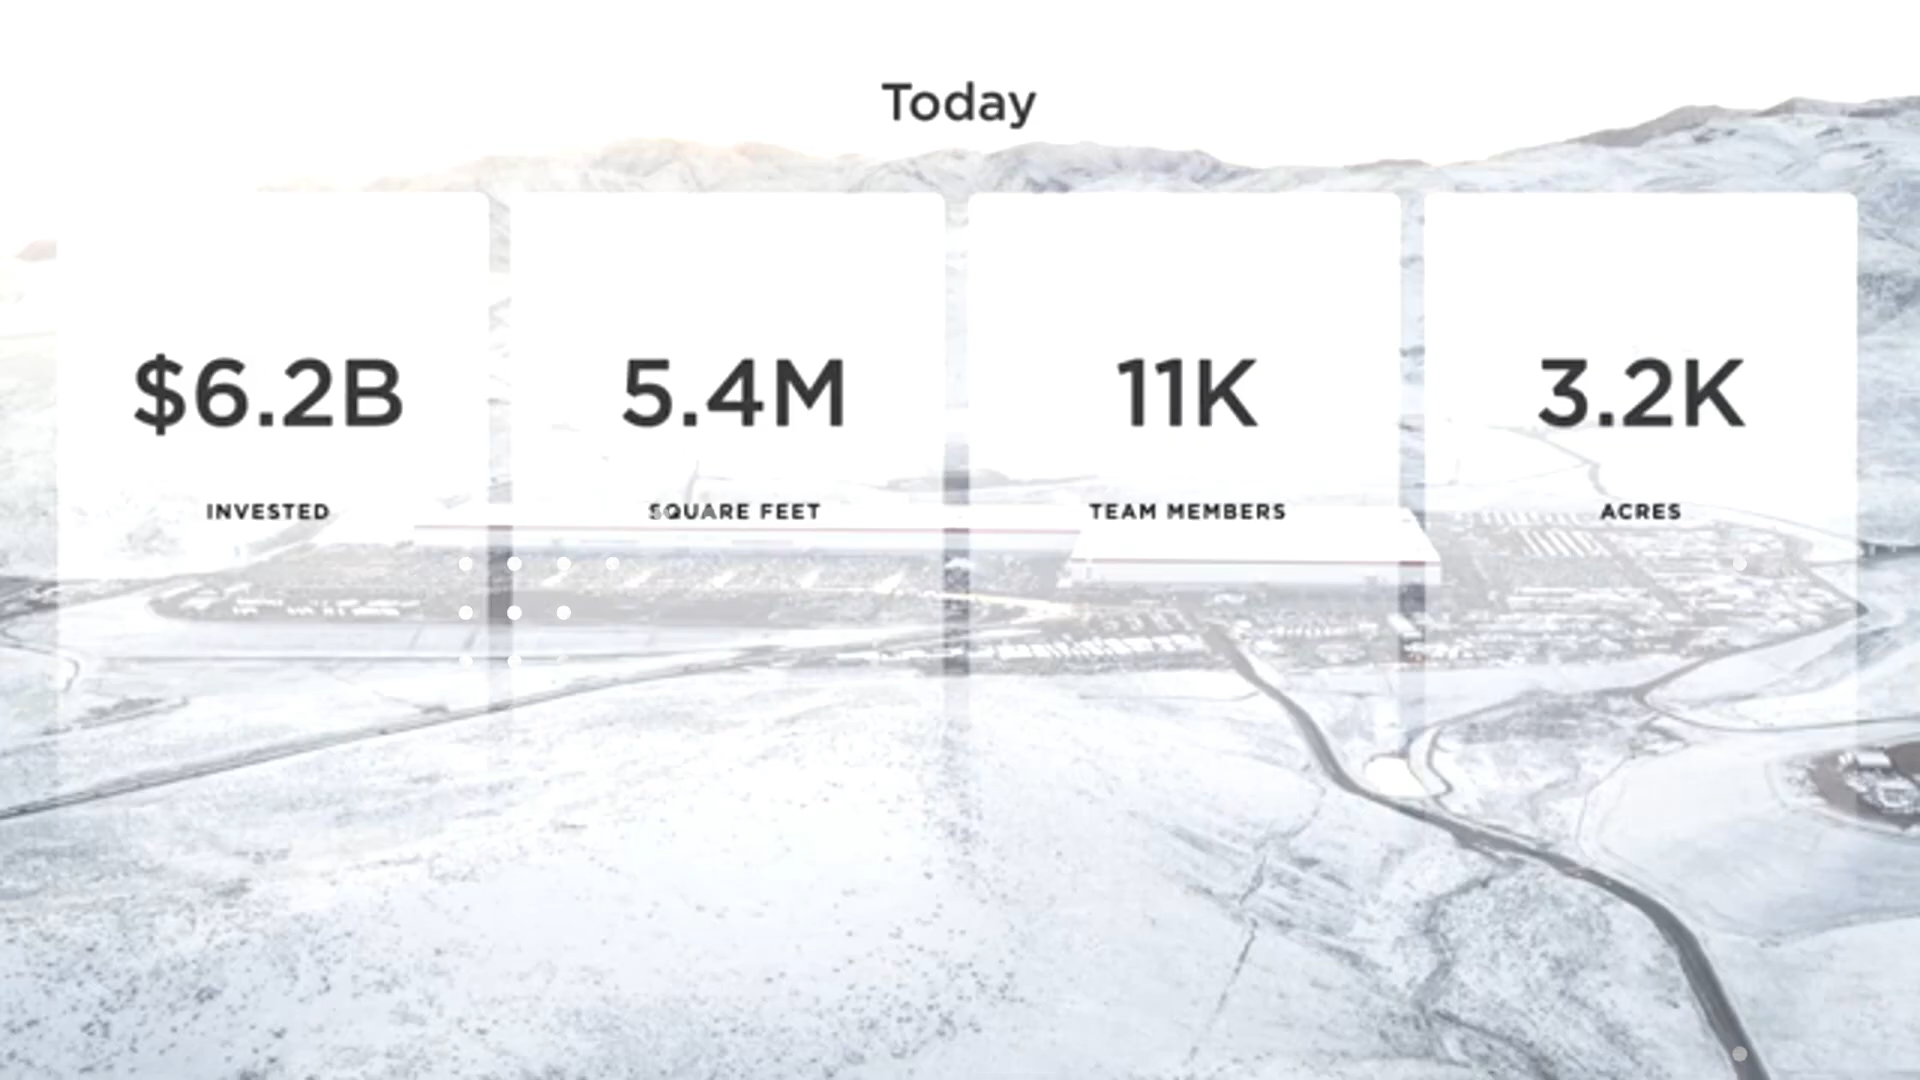 Today
$6.2B
INVESTED
5.4M
SQUARE FEET
11K
TEAM MEMBERS
3.2K
ACRES